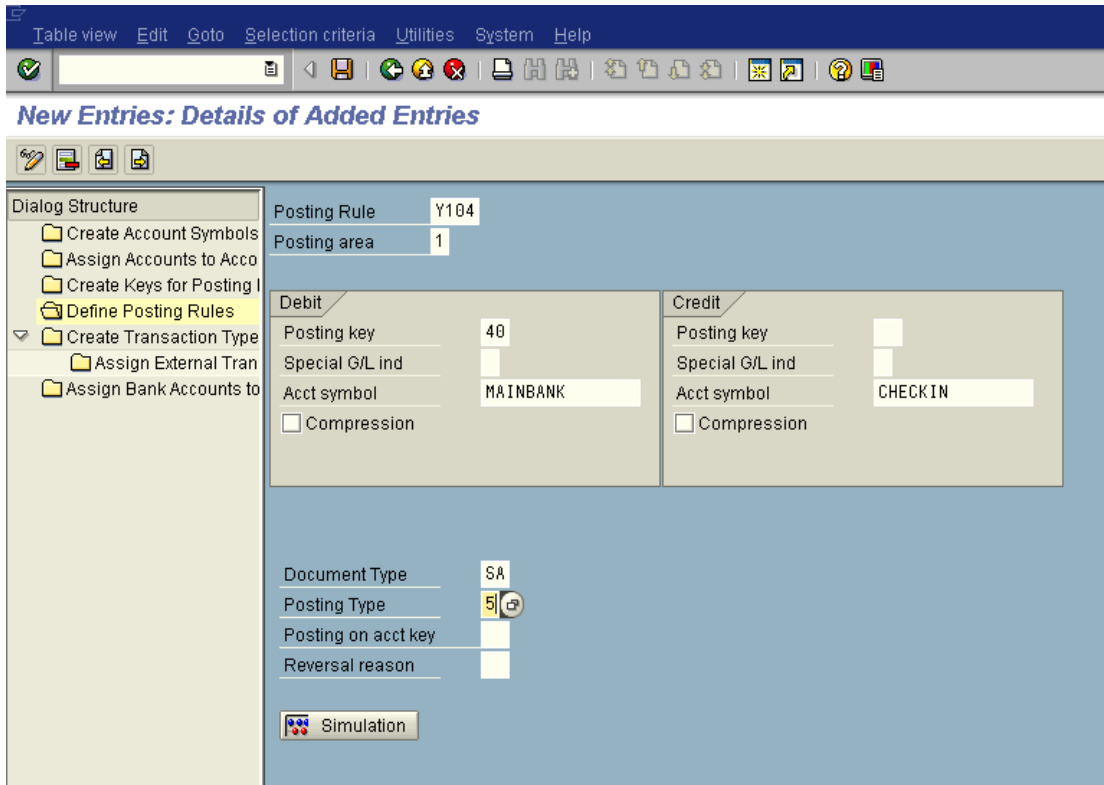 Table view Edit Goto Selection criteria Utilities System Help
New Entries: Details of Added Entries
Dialog Structure
Create Account Symbols
Assign Accounts to Acco
Create Keys for Posting
Define Posting Rules
Create Transaction Type
Assign External Tran
Assign Bank Accounts to
Posting Rule Y104
Posting area 1
Debit
Posting key 40
Special G/L ind
Acct symbol MAINBANK
Compression
Credit
Posting key
Special G/L ind
Acct symbol CHECKIN
Compression
Document Type SA
Posting Type 5
Posting on acct key
Reversal reason
Simulation